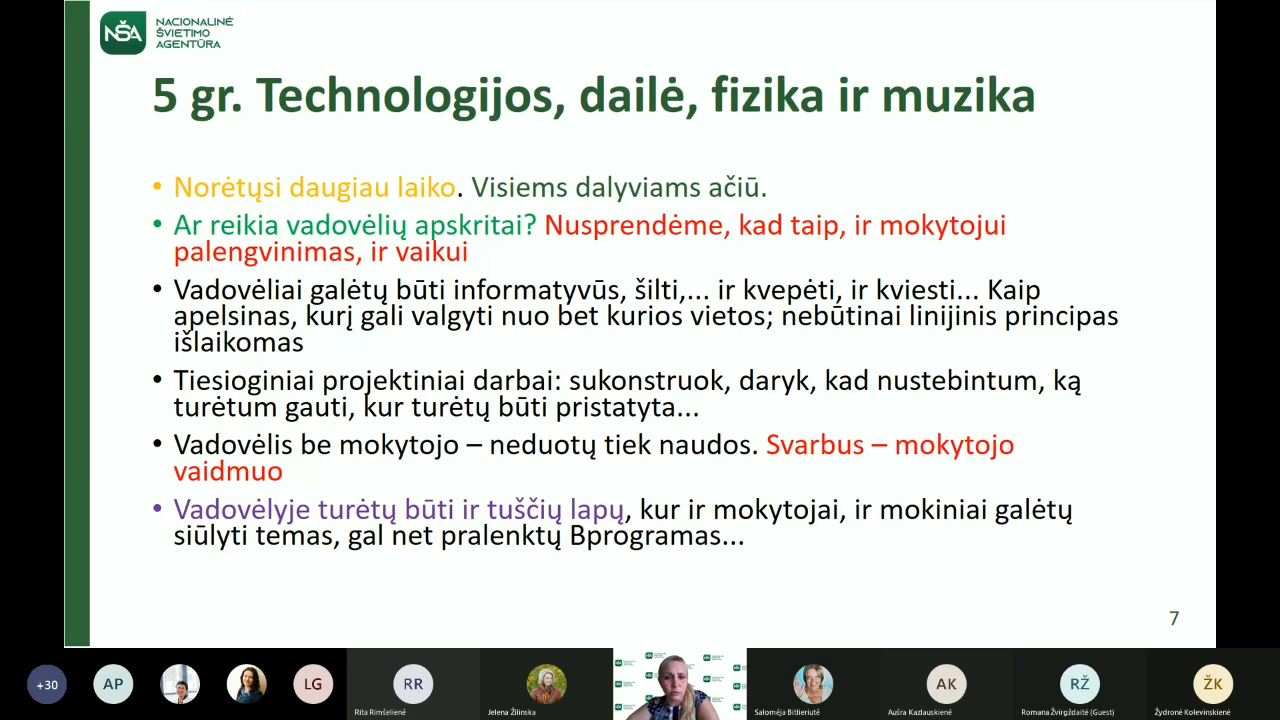 NŠA
NACIONALINĖ
ŠVIETIMO
AGENTŪRA
5 gr. Technologijos, dailė, fizika ir muzika
• Norėtųsi daugiau laiko. Visiems dalyviams ačiū.
• Ar reikia vadovėlių apskritai? Nusprendėme, kad taip, ir mokytojui
palengvinimas, ir vaikui
• Vadovėliai galėtų būti informatyvūs, šilti,... ir kvepėti, ir kviesti... Kaip
apelsinas, kurį gali valgyti nuo bet kurios vietos; nebūtinai linijinis principas
išlaikomas
• Tiesioginiai projektiniai darbai: sukonstruok, daryk, kad nustebintum, ką
turėtum gauti, kur turėtų būti pristatyta...
• Vadovėlis be mokytojo – neduotų tiek naudos. Svarbus – mokytojo
vaidmuo
• Vadovėlyje turėtų būti ir tuščių lapų, kur ir mokytojai, ir mokiniai galėtų
siūlyti temas, gal net pralenktų Bprogramas...
7
+30
AP
LG
RR
AK
RŽ
ŽK
Rita Rimšelienė
Jelena Žilinska
Salomėja Bitlieriutė
Aušra Kazlauskienė
Romana Žvirgždaitė (Guest)
Žydronė Kolevinskienė